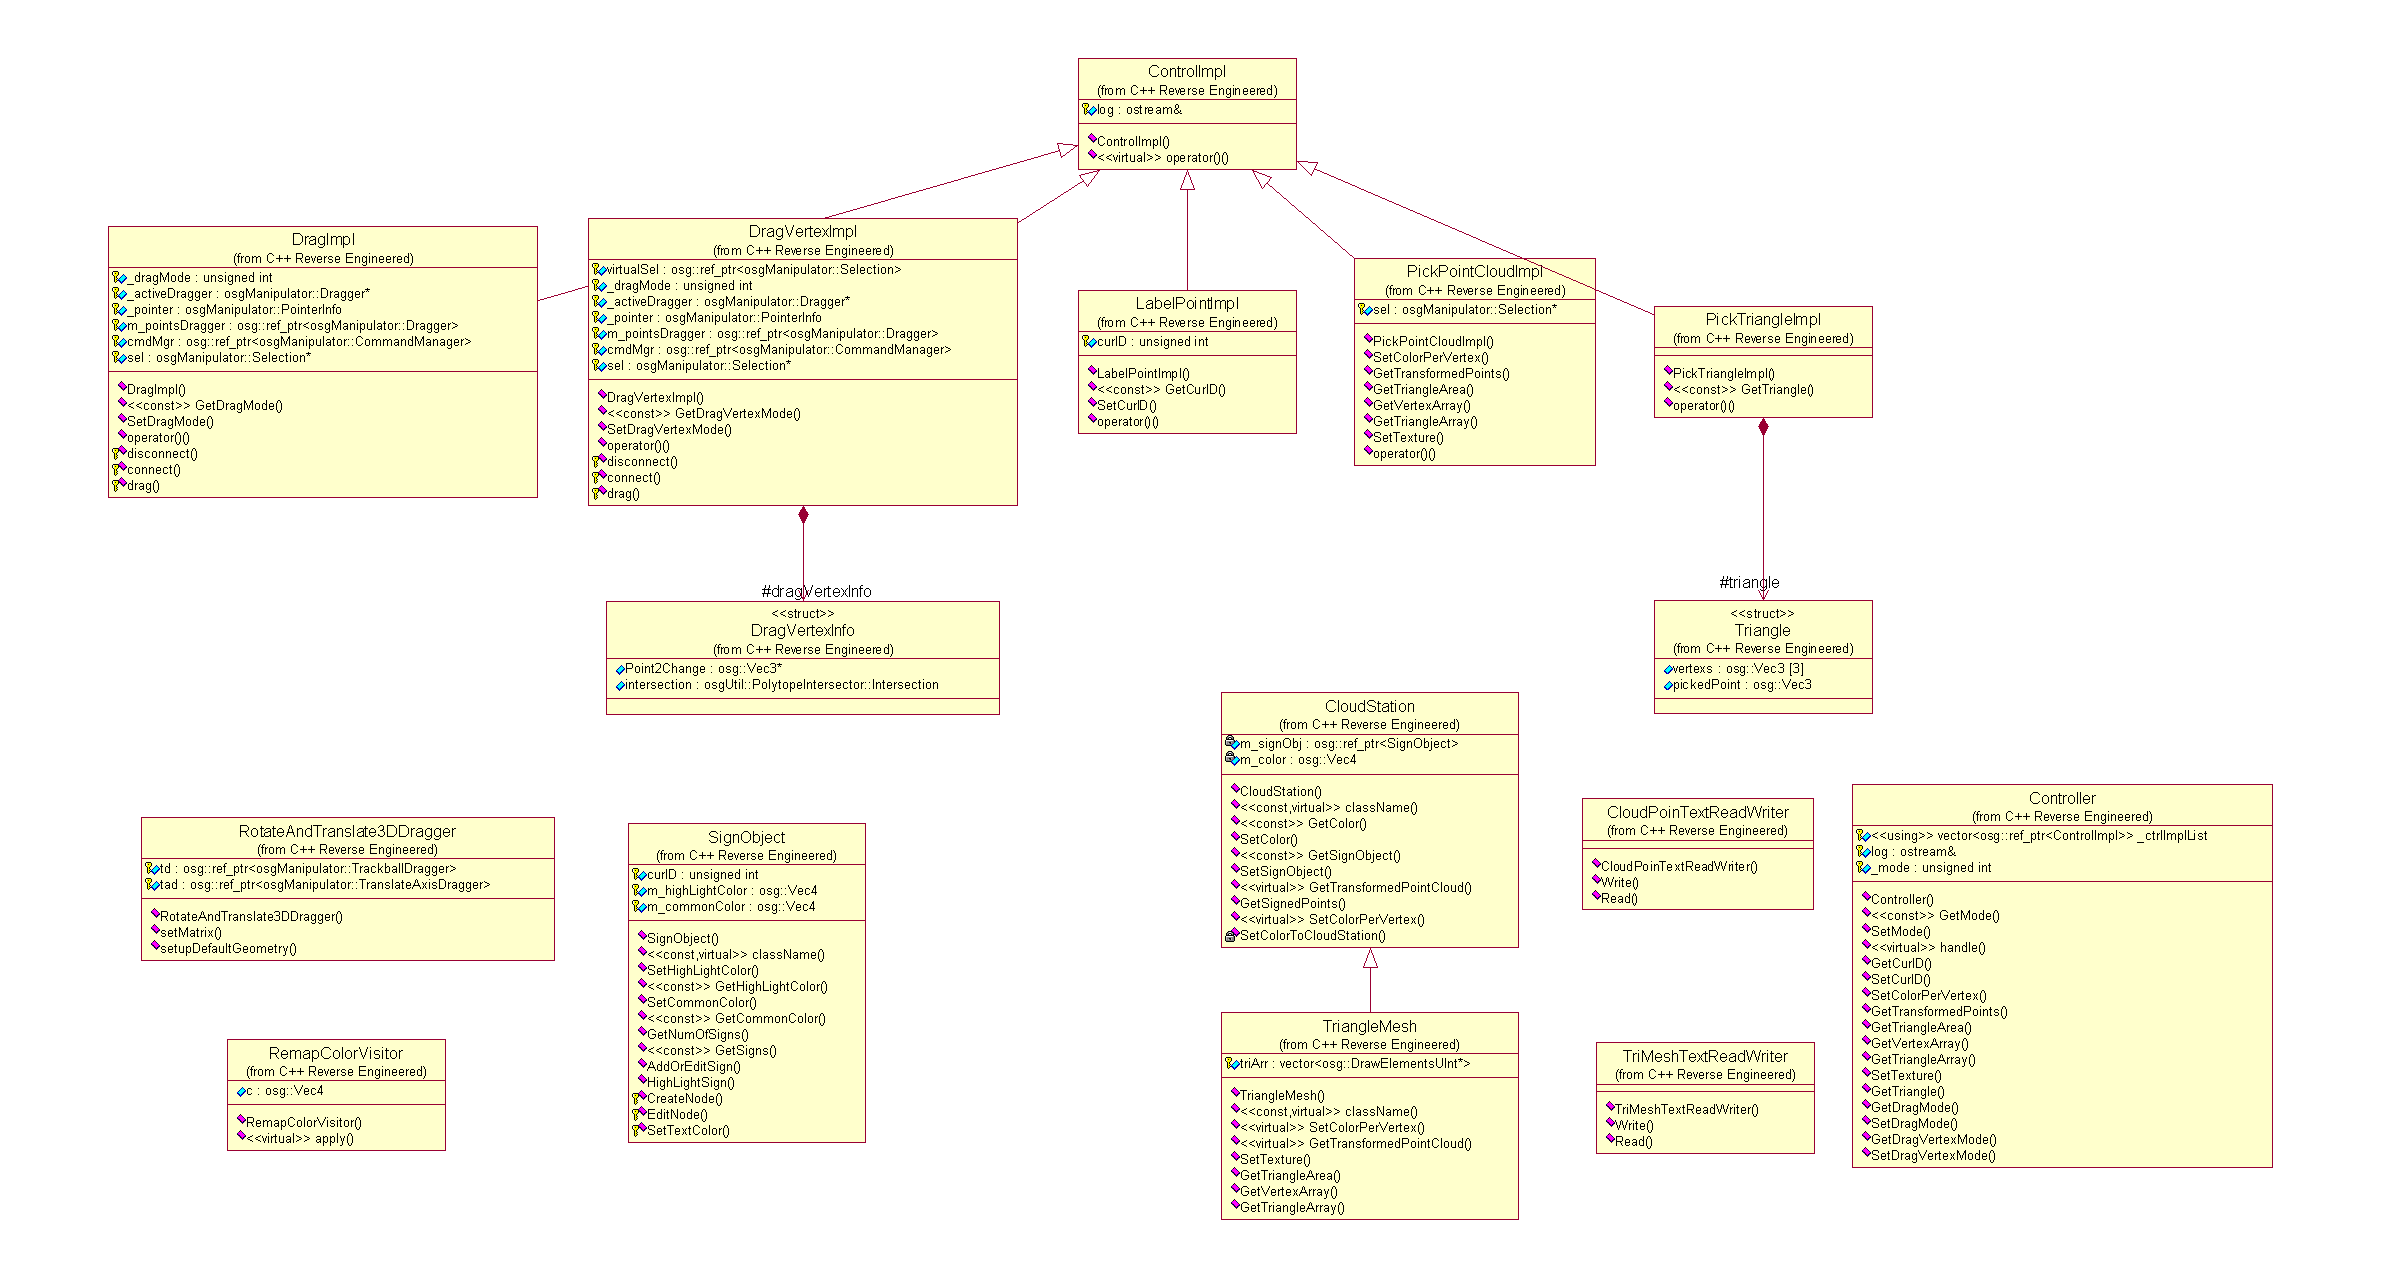 ControlImpl
(from C++ Reverse Engineered)
log : ostream&
ControlImpl()
<<virtual>> operator()()
DragImpl
(from C++ Reverse Engineered)
_dragMode : unsigned int
_activeDragger : osgManipulator::Dragger*
_pointer : osgManipulator::PointerInfo
m_pointsDragger : osg::ref_ptr<osgManipulator::Dragger>
cmdMgr : osg::ref_ptr<osgManipulator::CommandManager>
sel : osgManipulator::Selection*
DragImpl()
<<const>> GetDragMode()
SetDragMode()
operator()()
disconnect()
connect()
drag()
DragVertexImpl
(from C++ Reverse Engineered)
virtualSel : osg::ref_ptr<osgManipulator::Selection>
_dragMode : unsigned int
_activeDragger : osgManipulator::Dragger*
_pointer : osgManipulator::PointerInfo
m_pointsDragger : osg::ref_ptr<osgManipulator::Dragger>
cmdMgr : osg::ref_ptr<osgManipulator::CommandManager>
sel : osgManipulator::Selection*
DragVertexImpl()
<<const>> GetDragVertexMode()
SetDragVertexMode()
operator()()
disconnect()
connect()
drag()
LabelPointImpl
(from C++ Reverse Engineered)
curID : unsigned int
LabelPointImpl()
<<const>> GetCurID()
SetCurID()
operator()()
PickPointCloudImpl
(from C++ Reverse Engineered)
sel : osgManipulator::Selection*
PickPointCloudImpl()
SetColorPerVertex()
GetTransformedPoints()
GetTriangleArea()
GetVertexArray()
GetTriangleArray()
SetTexture()
operator()()
PickTriangleImpl
(from C++ Reverse Engineered)
PickTriangleImpl()
<<const>> GetTriangle()
operator()()
#dragVertexInfo
<<struct>>
DragVertexInfo
(from C++ Reverse Engineered)
Point2Change : osg::Vec3*
intersection : osgUtil::PolytopeIntersector::Intersection
#triangle
<<struct>>
Triangle
(from C++ Reverse Engineered)
vertexs : osg::Vec3 [3]
pickedPoint : osg::Vec3
CloudStation
(from C++ Reverse Engineered)
m_signObj : osg::ref_ptr<SignObject>
m_color : osg::Vec4
CloudStation()
<<const,virtual>> className()
<<const>> GetColor()
SetColor()
<<const>> GetSignObject()
SetSignObject()
<<virtual>> GetTransformedPointCloud()
GetSignedPoints()
<<virtual>> SetColorPerVertex()
SetColorToCloudStation()
CloudPoinTextReadWriter
(from C++ Reverse Engineered)
CloudPoinTextReadWriter()
Write()
Read()
Controller
(from C++ Reverse Engineered)
<<using>> vector<osg::ref_ptr<ControlImpl>> _ctrlImplList
log : ostream&
_mode : unsigned int
Controller()
<<const>> GetMode()
SetMode()
<<virtual>> handle()
GetCurID()
SetCurID()
SetColorPerVertex()
GetTransformedPoints()
GetTriangleArea()
GetVertexArray()
GetTriangleArray()
SetTexture()
GetTriangle()
GetDragMode()
SetDragMode()
GetDragVertexMode()
SetDragVertexMode()
RotateAndTranslate3DDragger
(from C++ Reverse Engineered)
td : osg::ref_ptr<osgManipulator::TrackballDragger>
tad : osg::ref_ptr<osgManipulator::TranslateAxisDragger>
RotateAndTranslate3DDragger()
setMatrix()
setupDefaultGeometry()
SignObject
(from C++ Reverse Engineered)
curID : unsigned int
m_highLightColor : osg::Vec4
m_commonColor : osg::Vec4
SignObject()
<<const,virtual>> className()
SetHighLightColor()
<<const>> GetHighLightColor()
SetCommonColor()
<<const>> GetCommonColor()
GetNumOfSigns()
<<const>> GetSigns()
AddOrEditSign()
HighLightSign()
CreateNode()
EditNode()
SetTextColor()
RemapColorVisitor
(from C++ Reverse Engineered)
c : osg::Vec4
RemapColorVisitor()
<<virtual>> apply()
TriangleMesh
(from C++ Reverse Engineered)
triArr : vector<osg::DrawElementsUInt*>
TriangleMesh()
<<const,virtual>> className()
<<virtual>> SetColorPerVertex()
<<virtual>> GetTransformedPointCloud()
SetTexture()
GetTriangleArea()
GetVertexArray()
GetTriangleArray()
TriMeshTextReadWriter
(from C++ Reverse Engineered)
TriMeshTextReadWriter()
Write()
Read()